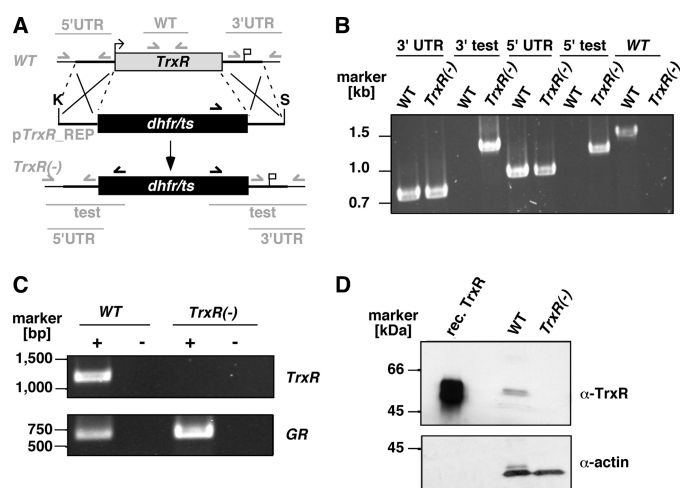 A
5'UTR
WT
3'UTR
WT
TrxR
K
S
dhfr/ts
pTrxR_REP
TrxR(-)
dhfr/ts
test
test
5'UTR
3'UTR
B
3' UTR
3' test
5' UTR
5' test
WT
marker
[kb]
WT
TrxR(-)
WT
TrxR(-)
WT
TrxR(-)
WT
TrxR(-)
WT
TrxR(-)
1.5
1.0
0.7
C
marker
[bp]
WT
TrxR(-)
+ - + -
1,500
1,000
TrxR
750
500
GR
D
marker
[kDa]
rec. TrxR
WT
TrxR(-)
66
45
α-TrxR
45
α-actin